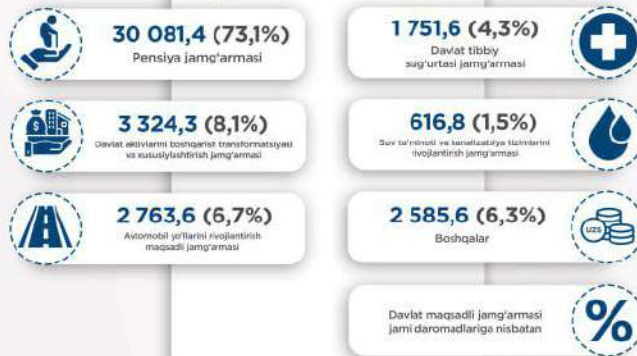 30 081,4 (73,1%)
Pensiya jamg'armasi
3 324,3 (8,1%)
Davlat aktivlarini boshqarish transformatsiyasi
va xususiylashtirish jamg'armasi
2 763,6 (6,7%)
Avtomobil yo'llarini rivojlantirish
maqsadli jamg'armasi
1 751,6 (4,3%)
Davlat tibbiy
sug'urtasi jamg'armasi
616,8 (1,5%)
Suv ta'minoti va kanalizatsiya tizimlarini
rivojlantirish jamg'armasi
2 585,6 (6,3%)
Boshqalar
UZS
Davlat maqsadli jamg'armasi
jami daromadlariga nisbatan
%